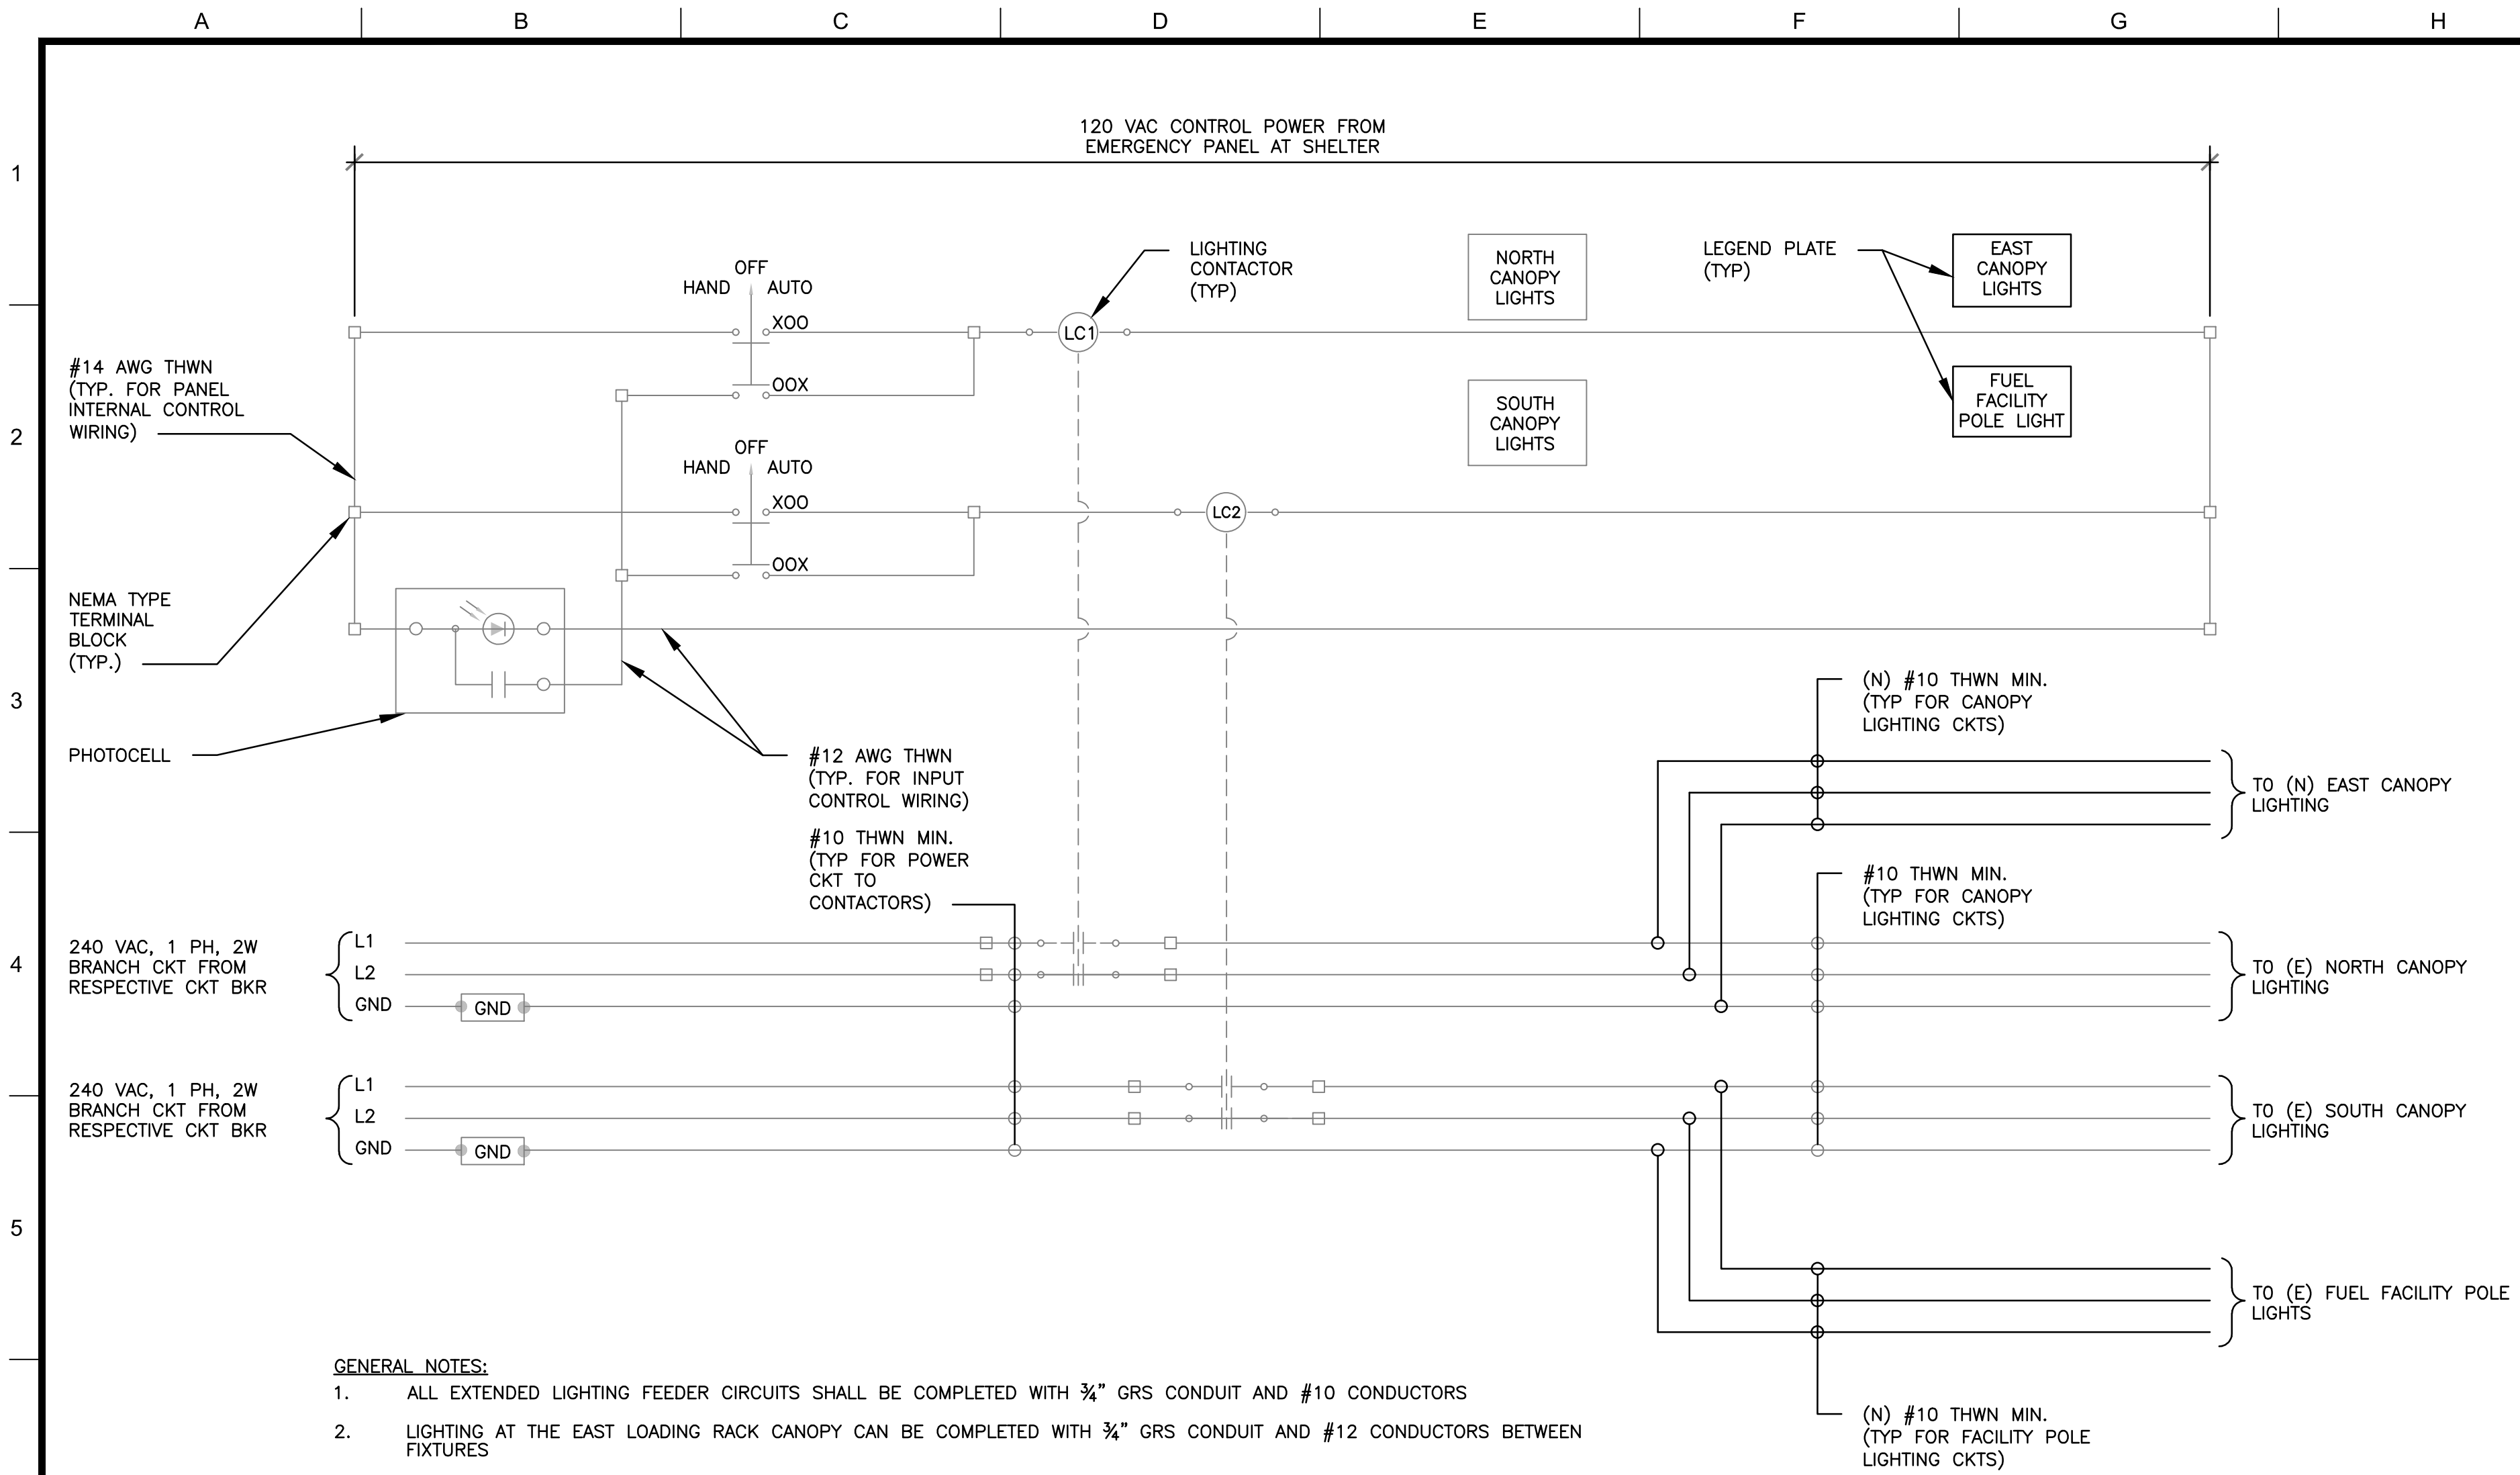 A B C D E F G H
1
2
3
4
5
120 VAC CONTROL POWER FROM
EMERGENCY PANEL AT SHELTER
OFF
HAND AUTO
XOO
OOX
LIGHTING
CONTACTOR
(TYP)
LC1
NORTH
CANOPY
LIGHTS
LEGEND PLATE
(TYP)
EAST
CANOPY
LIGHTS
#14 AWG THWN
(TYP. FOR PANEL
INTERNAL CONTROL
WIRING)
SOUTH
CANOPY
LIGHTS
FUEL
FACILITY
POLE LIGHT
OFF
HAND AUTO
XOO
OOX
LC2
NEMA TYPE
TERMINAL
BLOCK
(TYP.)
PHOTOCELL
#12 AWG THWN
(TYP. FOR INPUT
CONTROL WIRING)
(N) #10 THWN MIN.
(TYP FOR CANOPY
LIGHTING CKTS)
TO (N) EAST CANOPY
LIGHTING
#10 THWN MIN.
(TYP FOR POWER
CKT TO
CONTACTORS)
#10 THWN MIN.
(TYP FOR CANOPY
LIGHTING CKTS)
240 VAC, 1 PH, 2W
BRANCH CKT FROM
RESPECTIVE CKT BKR
L1
L2
GND
GND
TO (E) NORTH CANOPY
LIGHTING
240 VAC, 1 PH, 2W
BRANCH CKT FROM
RESPECTIVE CKT BKR
L1
L2
GND
GND
TO (E) SOUTH CANOPY
LIGHTING
TO (E) FUEL FACILITY POLE
LIGHTS
(N) #10 THWN MIN.
(TYP FOR FACILITY POLE
LIGHTING CKTS)
GENERAL NOTES:
1. ALL EXTENDED LIGHTING FEEDER CIRCUITS SHALL BE COMPLETED WITH ¾" GRS CONDUIT AND #10 CONDUCTORS
2. LIGHTING AT THE EAST LOADING RACK CANOPY CAN BE COMPLETED WITH ¾" GRS CONDUIT AND #12 CONDUCTORS BETWEEN
FIXTURES